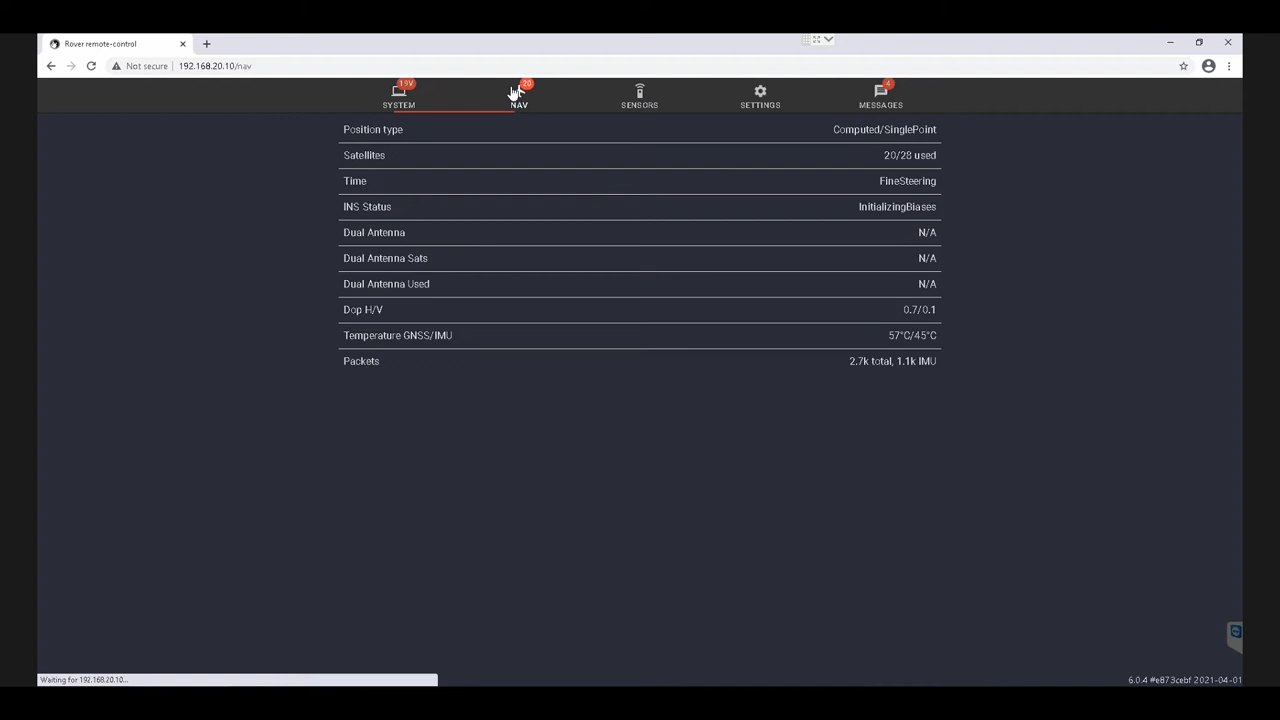 Rover remote-control
Not secure 192.168.20.10/nav
19V
20
4
SYSTEM
NAV
SENSORS
SETTINGS
MESSAGES
Position type Computed/SinglePoint
Satellites 20/28 used
Time FineSteering
INS Status InitializingBiases
Dual Antenna N/A
Dual Antenna Sats N/A
Dual Antenna Used N/A
Dop H/V 0.7/0.1
Temperature GNSS/IMU 57°C/45°C
Packets 2.7k total, 1.1k IMU
Waiting for 192.168.20.10...
6.0.4 #e873cebf 2021-04-01